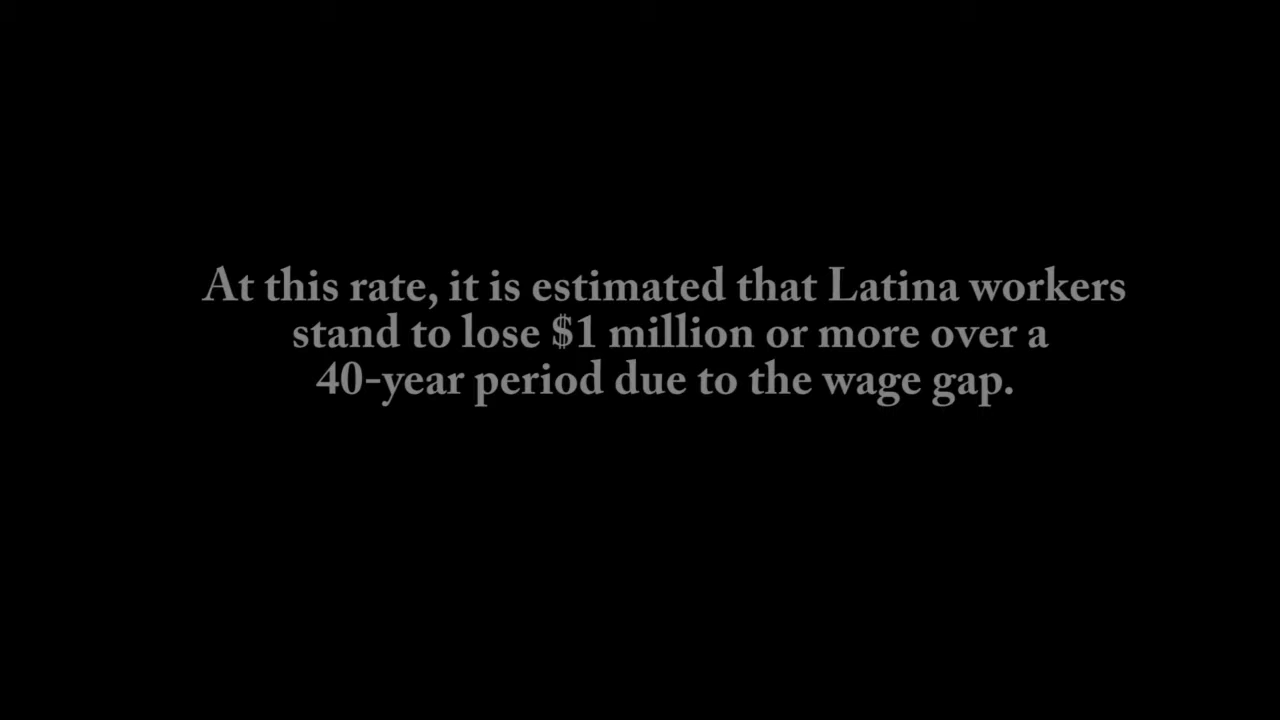 At this rate, it is estimated that Latina workers
stand to lose $1 million or more over a
40-year period due to the wage gap.